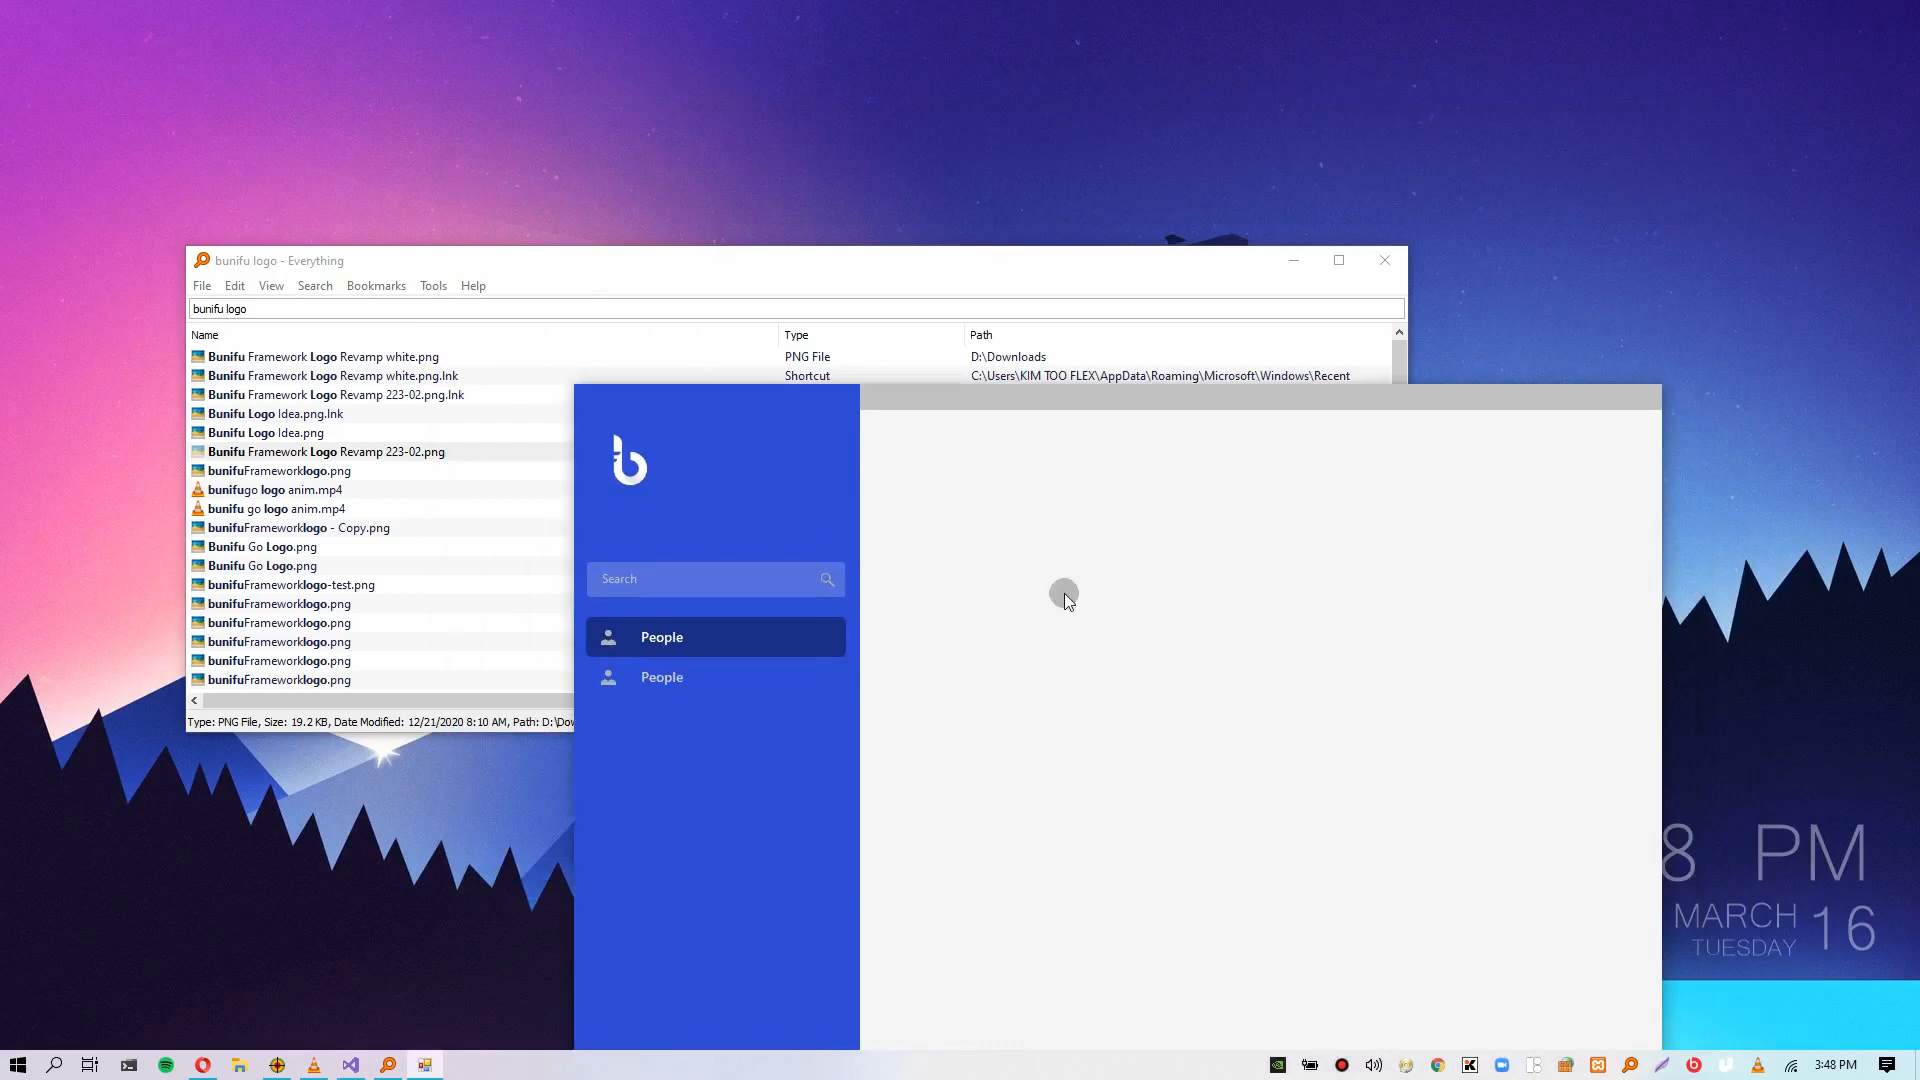 bunifu logo - Everything
File Edit View Search Bookmarks Tools Help
bunifu logo
Name Type Path
Bunifu Framework Logo Revamp white.png PNG File D:\Downloads
Bunifu Framework Logo Revamp white.png.lnk Shortcut C:\Users\KIM TOO FLEX\AppData\Roaming\Microsoft\Windows\Recent
Bunifu Framework Logo Revamp 223-02.png.lnk
Bunifu Logo Idea.png.lnk
Bunifu Logo Idea.png
Bunifu Framework Logo Revamp 223-02.png
bunifuFrameworklogo.png
bunifugo logo anim.mp4
bunifu go logo anim.mp4
bunifuFrameworklogo - Copy.png
Bunifu Go Logo.png
Bunifu Go Logo.png
bunifuFrameworklogo-test.png
bunifuFrameworklogo.png
bunifuFrameworklogo.png
bunifuFrameworklogo.png
bunifuFrameworklogo.png
bunifuFrameworklogo.png
Type: PNG File, Size: 19.2 KB, Date Modified: 12/21/2020 8:10 AM, Path: D:\Dow
Search
People
People
8 PM
MARCH 16
TUESDAY
3:48 PM